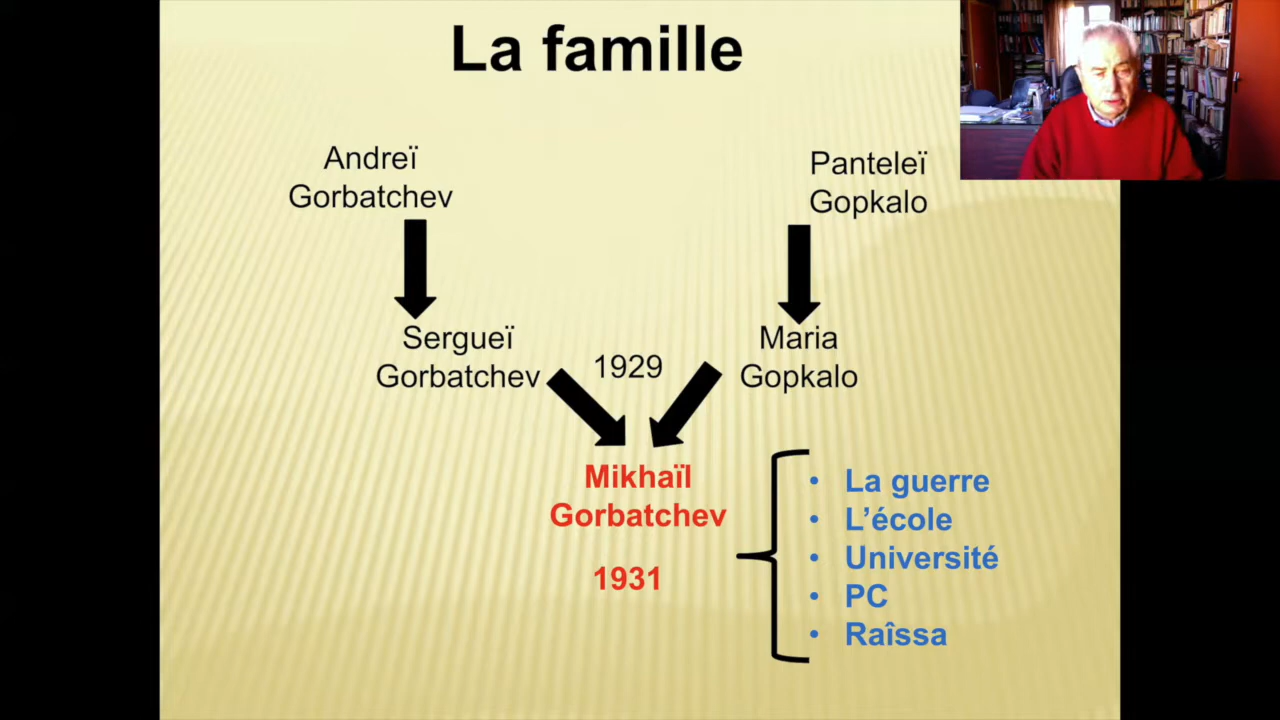 La famille
Andreï
Gorbatchev
Panteleï
Gopkalo
Sergueï
Gorbatchev
1929
Maria
Gopkalo
Mikhaïl
Gorbatchev
1931
• La guerre
• L’école
• Université
• PC
• Raîssa